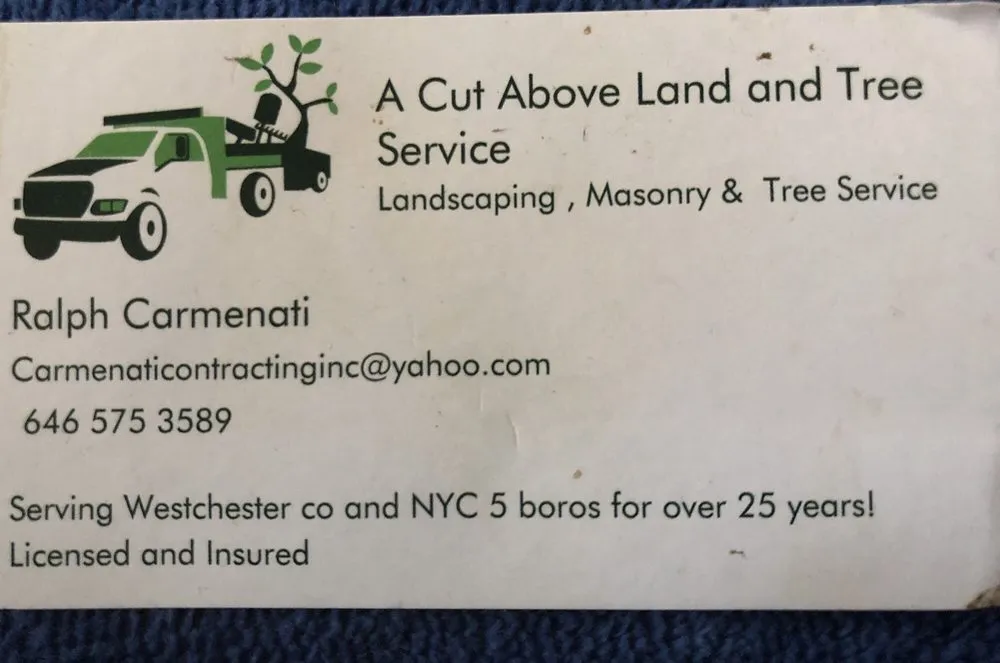 A Cut Above Land and Tree
Service
Landscaping , Masonry & Tree Service
Ralph Carmenati
Carmenaticontractinginc@yahoo.com
646 575 3589
Serving Westchester co and NYC 5 boros for over 25 years!
Licensed and Insured